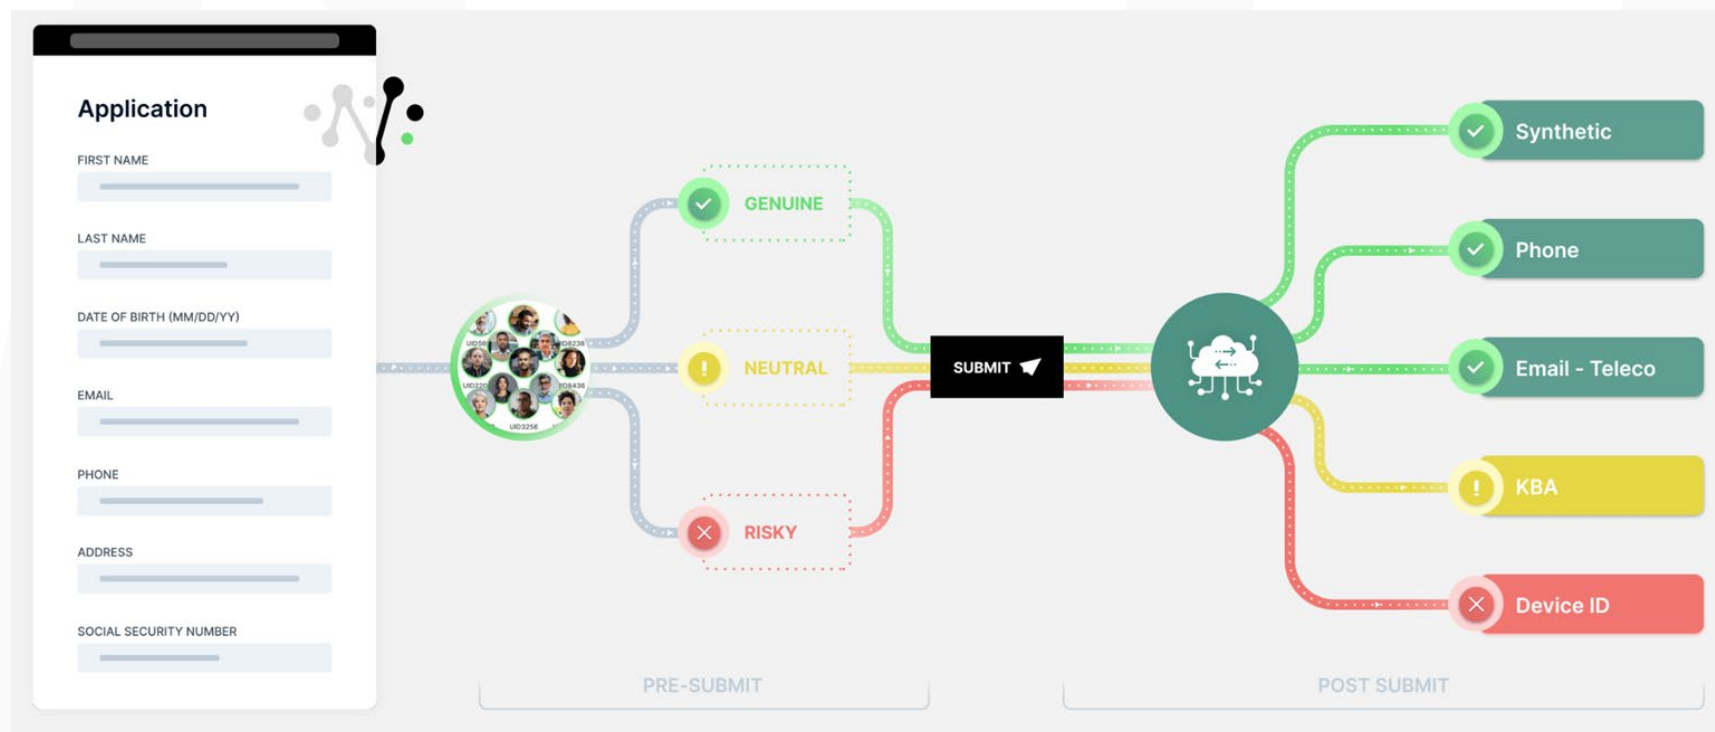 Application
FIRST NAME
LAST NAME
DATE OF BIRTH (MM/DD/YY)
EMAIL
PHONE
ADDRESS
SOCIAL SECURITY NUMBER
UID3256
GENUINE
NEUTRAL
RISKY
SUBMIT
Synthetic
Phone
Email - Teleco
KBA
Device ID
PRE-SUBMIT
POST SUBMIT